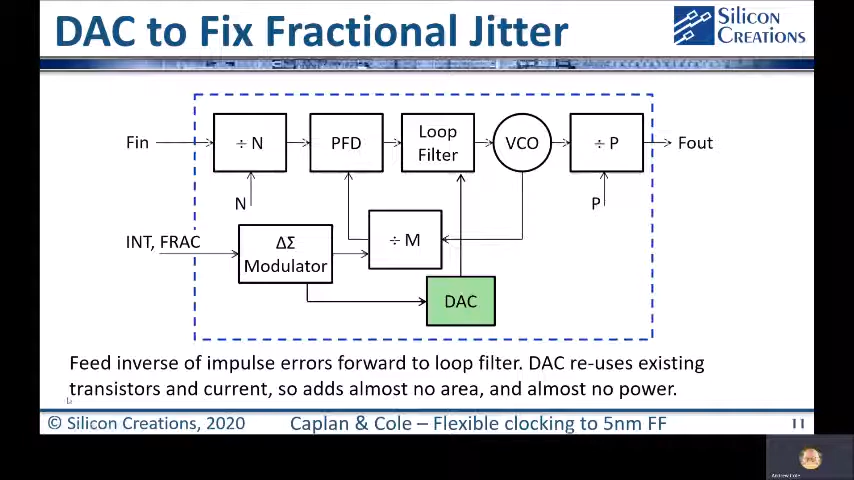 DAC to Fix Fractional Jitter
Silicon
Creations
Fin
÷ N
PFD
Loop
Filter
VCO
÷ P
Fout
N
P
INT, FRAC
ΔΣ
Modulator
÷ M
DAC
Feed inverse of impulse errors forward to loop filter. DAC re-uses existing
transistors and current, so adds almost no area, and almost no power.
© Silicon Creations, 2020
Caplan & Cole – Flexible clocking to 5nm FF
11
Andrew Cole